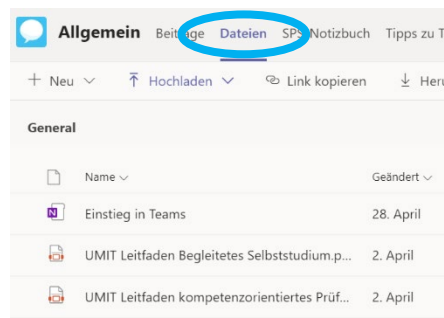 Allgemein Beiträge Dateien SPS Notizbuch Tipps zu T
+ Neu Hochladen Link kopieren Heru
General
Name Geändert
Einstieg in Teams 28. April
UMIT Leitfaden Begleitetes Selbststudium.p... 2. April
UMIT Leitfaden kompetenzorientiertes Prüf... 2. April